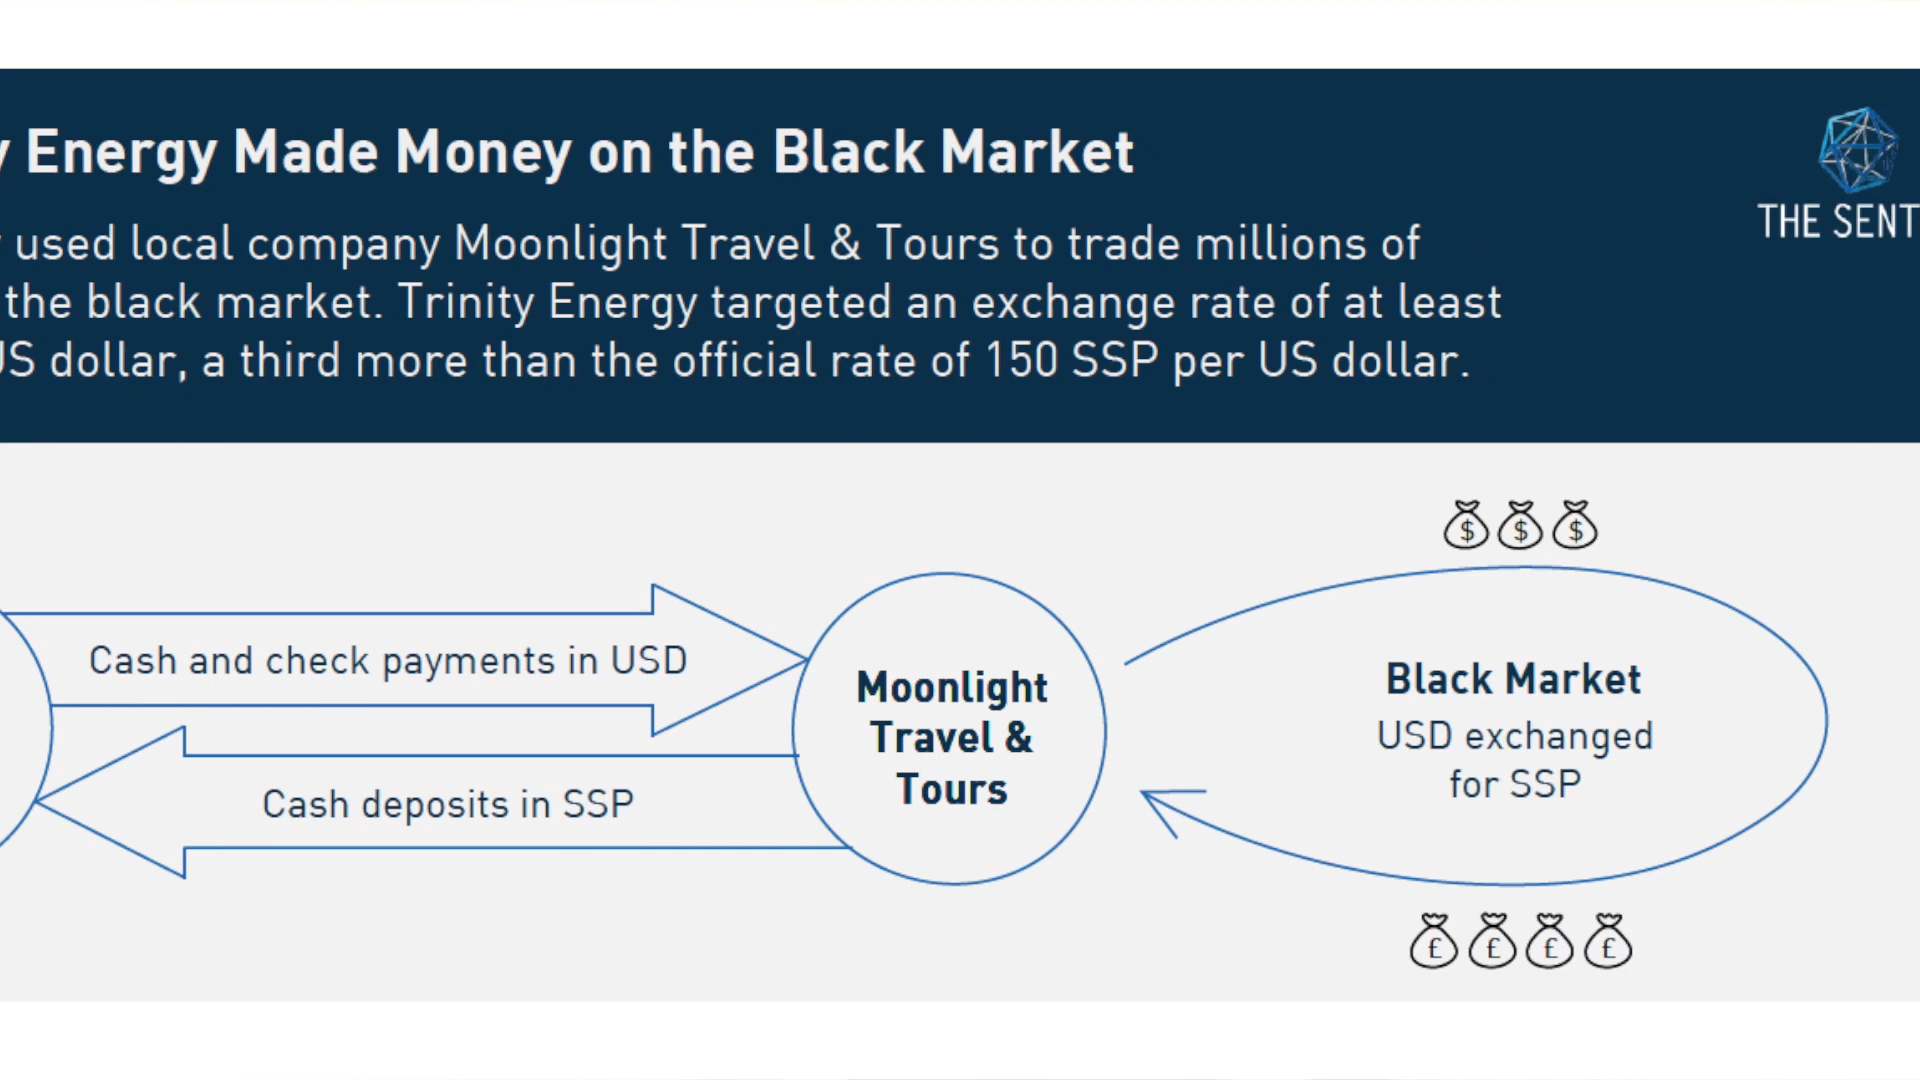 Energy Made Money on the Black Market
THE SENT
used local company Moonlight Travel & Tours to trade millions of
the black market. Trinity Energy targeted an exchange rate of at least
US dollar, a third more than the official rate of 150 SSP per US dollar.
$ $ $
Cash and check payments in USD
Moonlight
Travel &
Tours
Black Market
USD exchanged
for SSP
Cash deposits in SSP
£ £ £ £